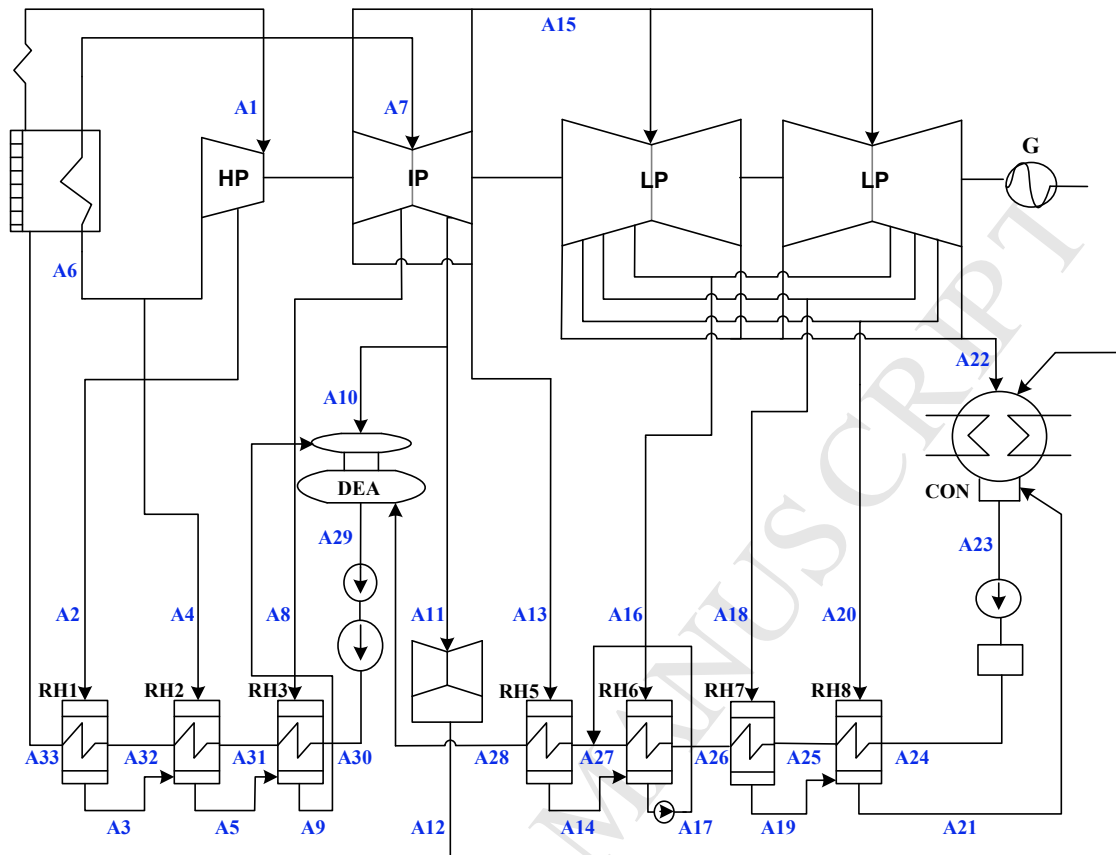 A15
A1
A7
G
HP
IP
LP
LP
A6
A22
A10
DEA
CON
A29
A23
A2
A4
A8
A11
A13
A16
A18
A20
RH1
RH2
RH3
RH5
RH6
RH7
RH8
A33
A32
A31
A30
A28
A27
A26
A25
A24
A3
A5
A9
A12
A14
A17
A19
A21
MANUSCRIPT